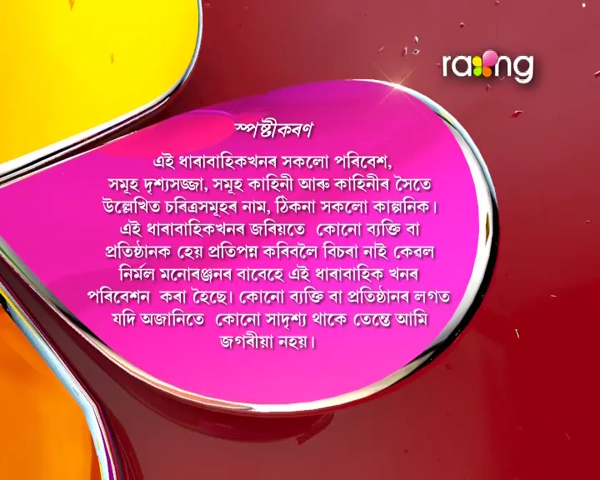 rang
স্পষ্টীকৰণ
এই ধাৰাবাহিকখনৰ সকলো পৰিবেশ,
সমূহ দৃশ্যসজ্জা, সমূহ কাহিনী আৰু কাহিনীৰ সৈতে
উল্লেখিত চৰিত্ৰসমূহৰ নাম, ঠিকনা সকলো কাল্পনিক।
এই ধাৰাবাহিকখনৰ জৰিয়তে কোনো ব্যক্তি বা
প্ৰতিষ্ঠানক হেয় প্ৰতিপন্ন কৰিবলৈ বিচৰা নাই কেৱল
নিৰ্মল মনোৰঞ্জনৰ বাবেহে এই ধাৰাবাহিক খনৰ
পৰিবেশন কৰা হৈছে। কোনো ব্যক্তি বা প্ৰতিষ্ঠানৰ লগত
যদি অজানিতে কোনো সাদৃশ্য থাকে তেন্তে আমি
জগৰীয়া নহয়।